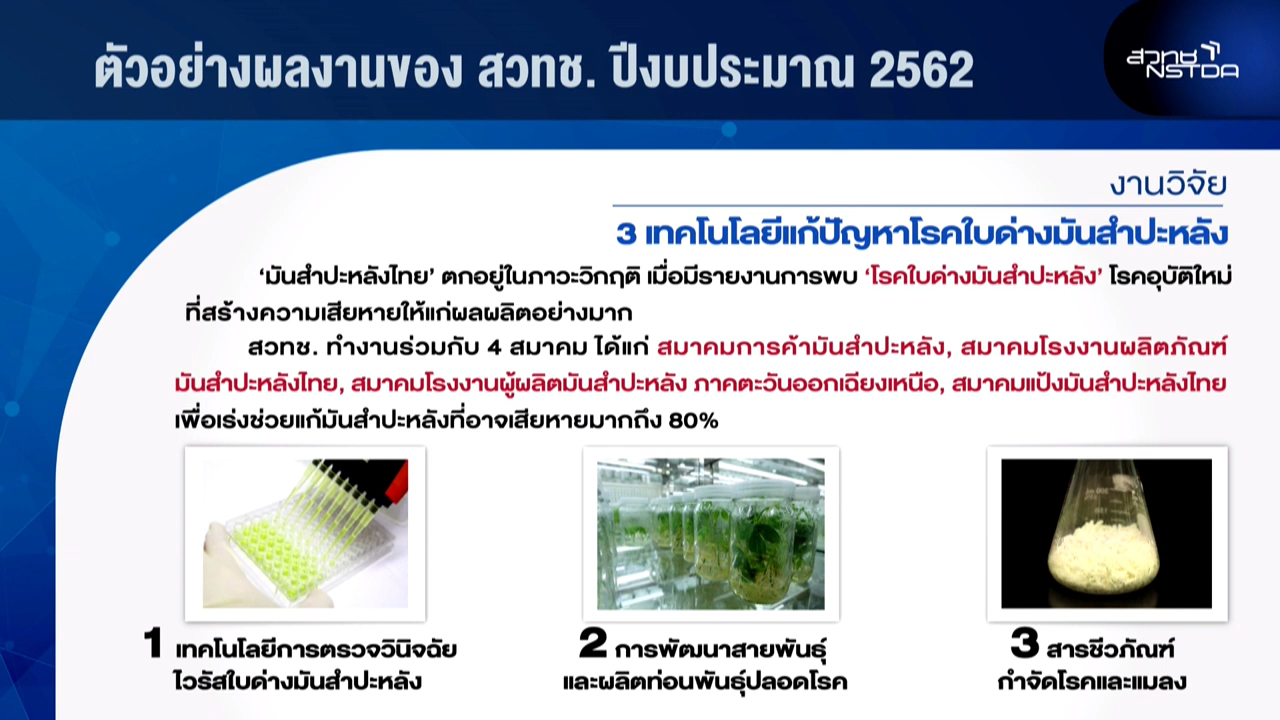 ตัวอย่างผลงานของ สวทช. ปีงบประมาณ 2562
สวทช
NSTDA
งานวิจัย
3 เทคโนโลยีแก้ปัญหาโรคใบด่างมันสำปะหลัง
‘มันสำปะหลังไทย’ ตกอยู่ในภาวะวิกฤติ เมื่อมีรายงานการพบ ‘โรคใบด่างมันสำปะหลัง’ โรคอุบัติใหม่
ที่สร้างความเสียหายให้แก่ผลผลิตอย่างมาก
สวทช. ทำงานร่วมกับ 4 สมาคม ได้แก่ สมาคมการค้ามันสำปะหลัง, สมาคมโรงงานผลิตภัณฑ์
มันสำปะหลังไทย, สมาคมโรงงานผู้ผลิตมันสำปะหลัง ภาคตะวันออกเฉียงเหนือ, สมาคมแป้งมันสำปะหลังไทย
เพื่อเร่งช่วยแก้มันสำปะหลังที่อาจเสียหายมากถึง 80%
1 เทคโนโลยีการตรวจวินิจฉัย
ไวรัสใบด่างมันสำปะหลัง
2 การพัฒนาสายพันธุ์
และผลิตท่อนพันธุ์ปลอดโรค
3 สารชีวภัณฑ์
กำจัดโรคและแมลง